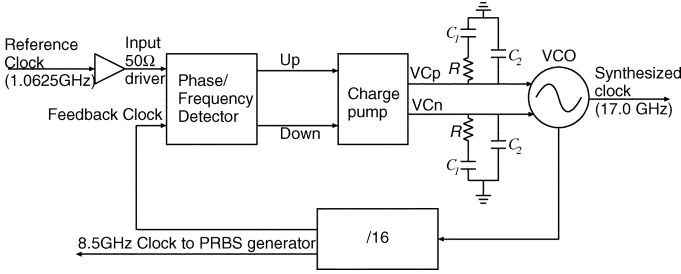 Reference
Clock
(1.0625GHz)
Input
50Ω
driver
Phase/
Frequency
Detector
Feedback Clock
Up
Down
Charge
pump
VCp
VCn
C1
R
C2
R
C1
C2
VCO
Synthesized
clock
(17.0 GHz)
/16
8.5GHz Clock to PRBS generator